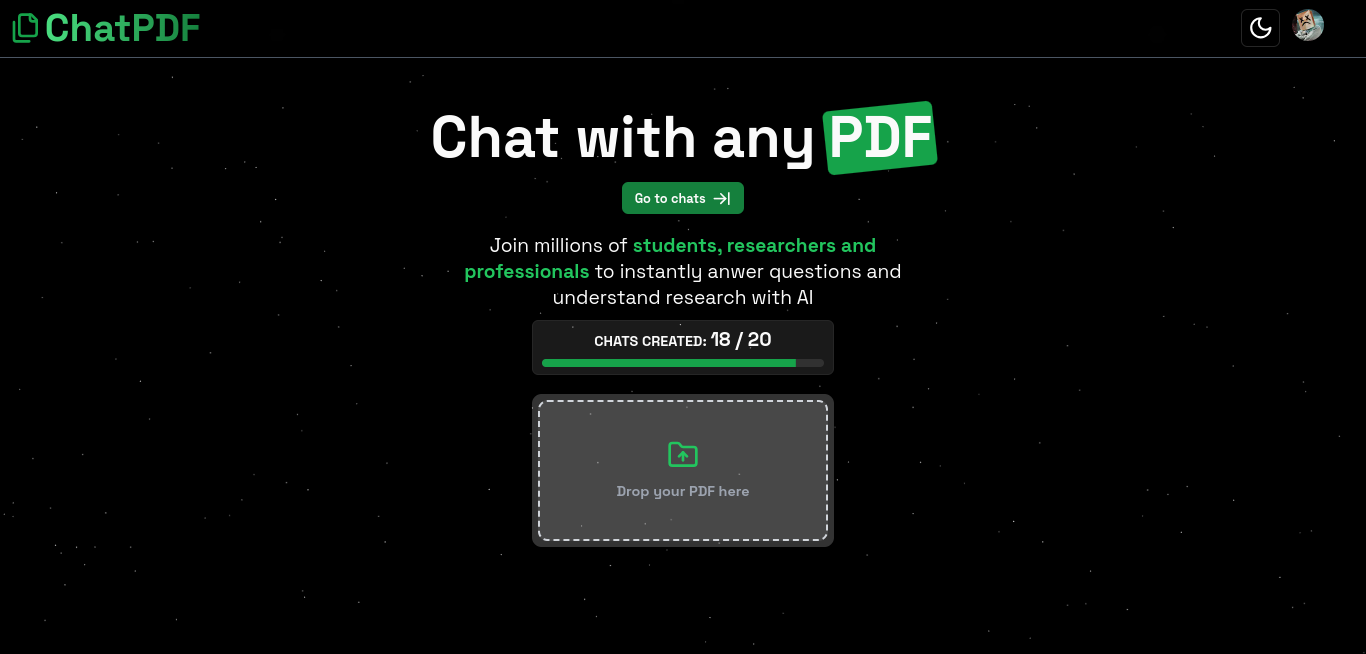 ChatPDF
Chat with any PDF
Go to chats
Join millions of students, researchers and
professionals to instantly anwer questions and
understand research with AI
CHATS CREATED: 18 / 20
Drop your PDF here